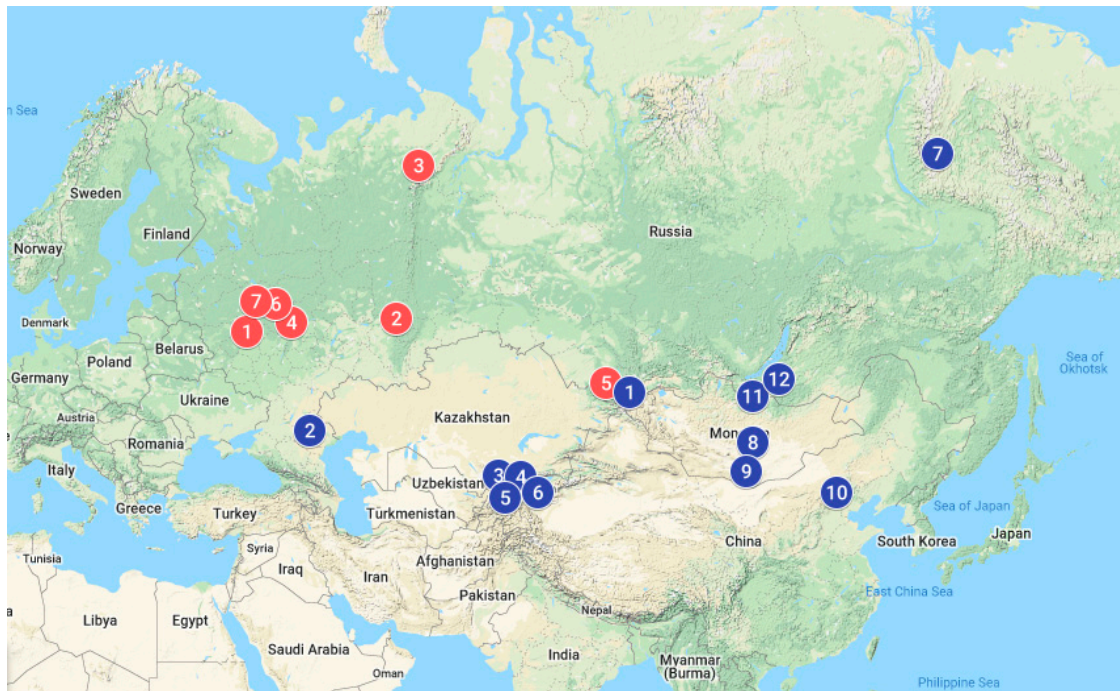 n Sea
Sweden
Finland
Norway
Russia
Denmark
Belarus
Poland
Germany
Ukraine
Austria
Romania
Italy
Greece
Turkey
Kazakhstan
Uzbekistan
Türkmenistan
Syria
Iraq
Iran
Afghanistan
Pakistan
Tunisia
Libya
Egypt
Saudi Arabia
Oman
Nepal
India
Myanmar
(Burma)
China
South Korea
Japan
Sea of
Okhotsk
Sea of Japan
East China Sea
Philippine Sea
3
7
7
6
1
4
2
5
1
2
3
4
5
6
11
12
8
9
10